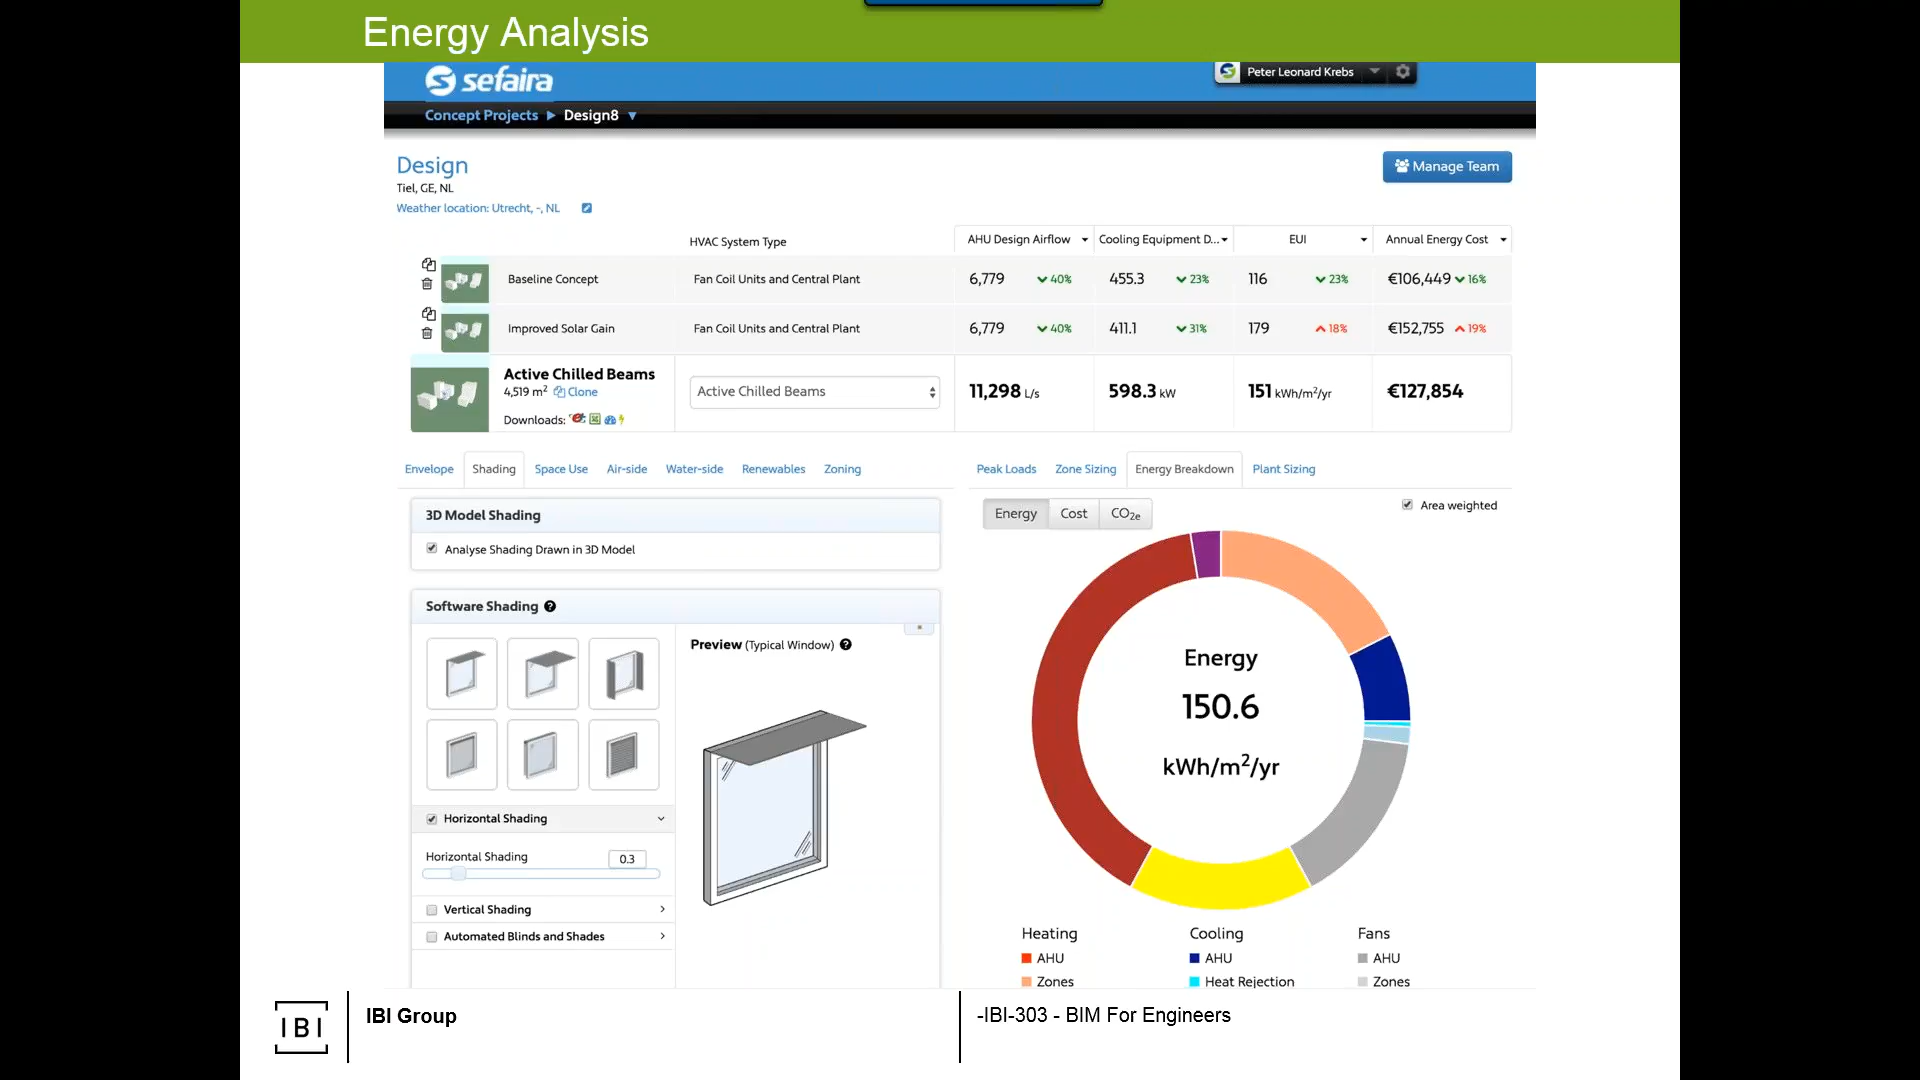 Energy Analysis
sefaira
Peter Leonard Krebs
Concept Projects ▶ Design8 ▼
Design
Manage Team
Tiel, GE, NL
Weather location: Utrecht, -, NL
HVAC System Type
AHU Design Airflow
Cooling Equipment D...
EUI
Annual Energy Cost
Baseline Concept
Fan Coil Units and Central Plant
6,779 40%
455.3 23%
116 23%
€106,449 16%
Improved Solar Gain
Fan Coil Units and Central Plant
6,779 40%
411.1 31%
179 18%
€152,755 19%
Active Chilled Beams
4,519 m² Clone
Downloads:
Active Chilled Beams
11,298 L/s
598.3 kW
151 kWh/m²/yr
€127,854
Envelope Shading Space Use Air-side Water-side Renewables Zoning
Peak Loads Zone Sizing Energy Breakdown Plant Sizing
3D Model Shading
Analyse Shading Drawn in 3D Model
Software Shading ?
Preview (Typical Window) ?
Horizontal Shading
Horizontal Shading 0.3
Vertical Shading
Automated Blinds and Shades
Energy Cost CO2e
Area weighted
Energy
150.6
kWh/m²/yr
Heating Cooling Fans
AHU AHU AHU
Zones Heat Rejection Zones
IBI
IBI Group
-IBI-303 - BIM For Engineers